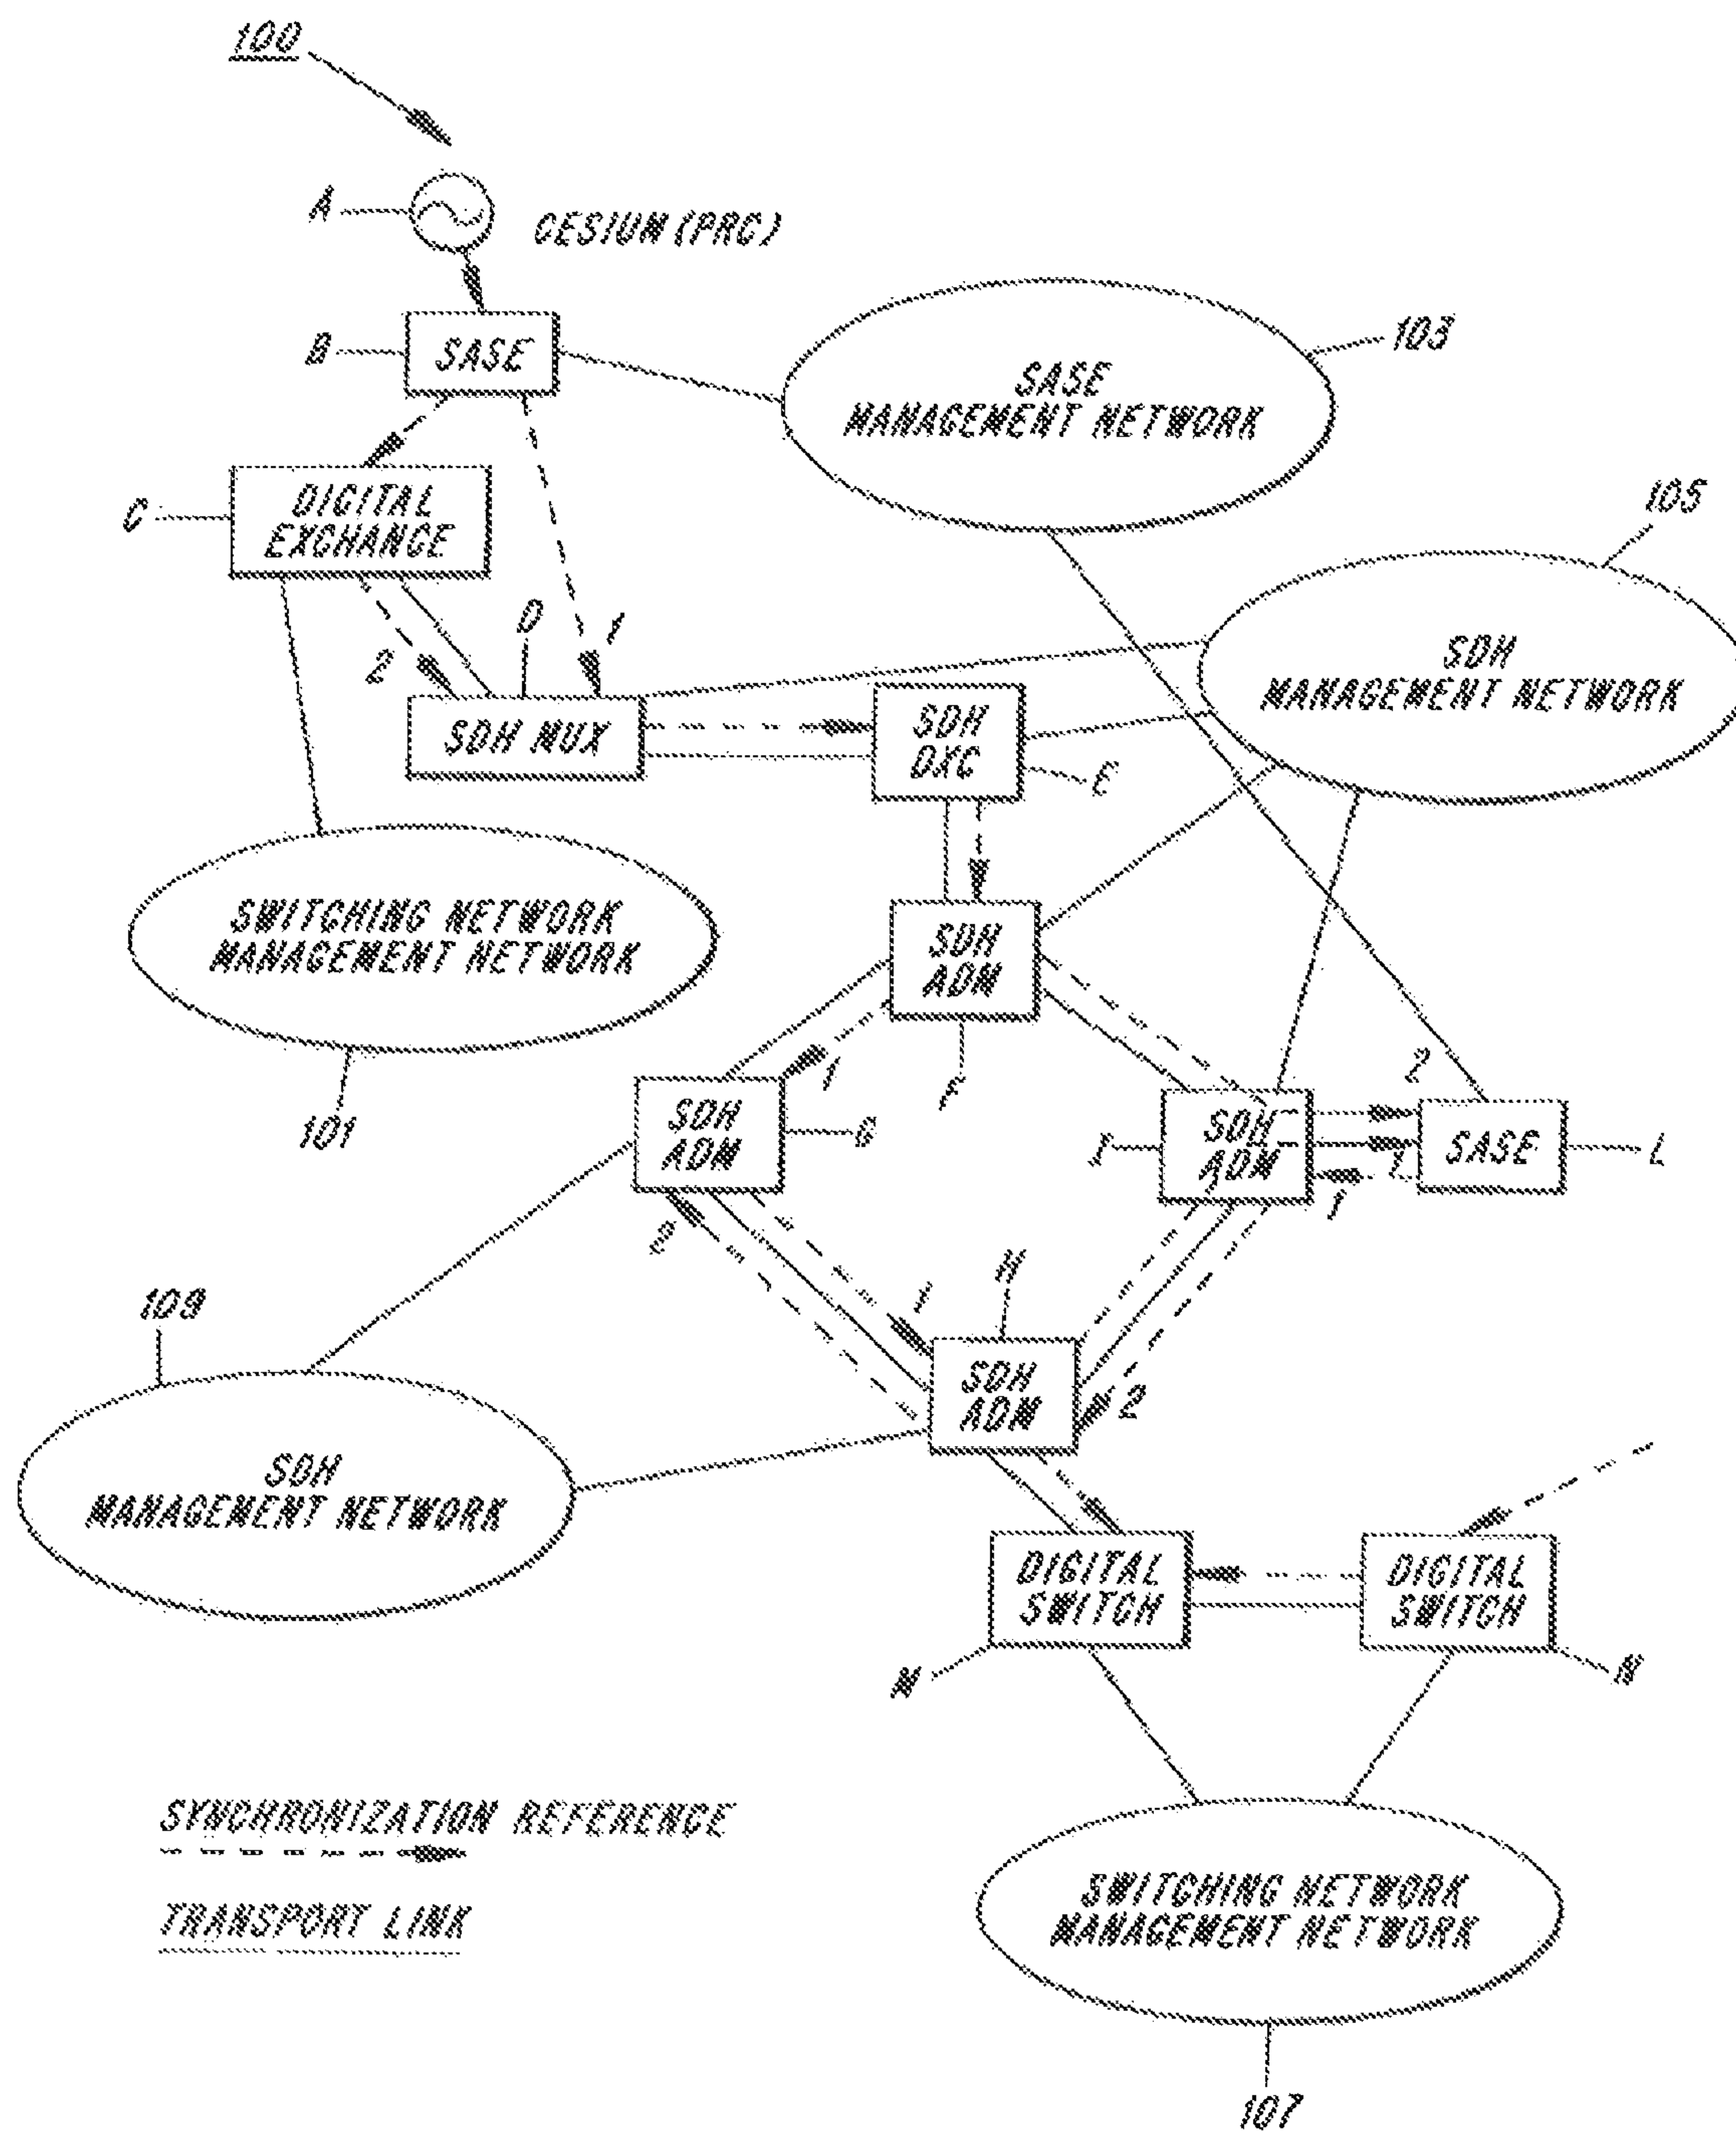 100
A
CESIUM (PRC)
B
SASE
103
SASE
MANAGEMENT NETWORK
105
C
DIGITAL
EXCHANGE
D
1
2
SDH
MANAGEMENT NETWORK
SDH MUX
SDH
DXC
E
SWITCHING NETWORK
MANAGEMENT NETWORK
101
SDH
ADM
F
1
SDH
ADM
G
2
I
SDH
ADM
2
1
1
SASE
L
109
H
1
SDH
ADM
2
SDH
MANAGEMENT NETWORK
DIGITAL
SWITCH
M
DIGITAL
SWITCH
N
SYNCHRONIZATION REFERENCE
TRANSPORT LINK
SWITCHING NETWORK
MANAGEMENT NETWORK
107